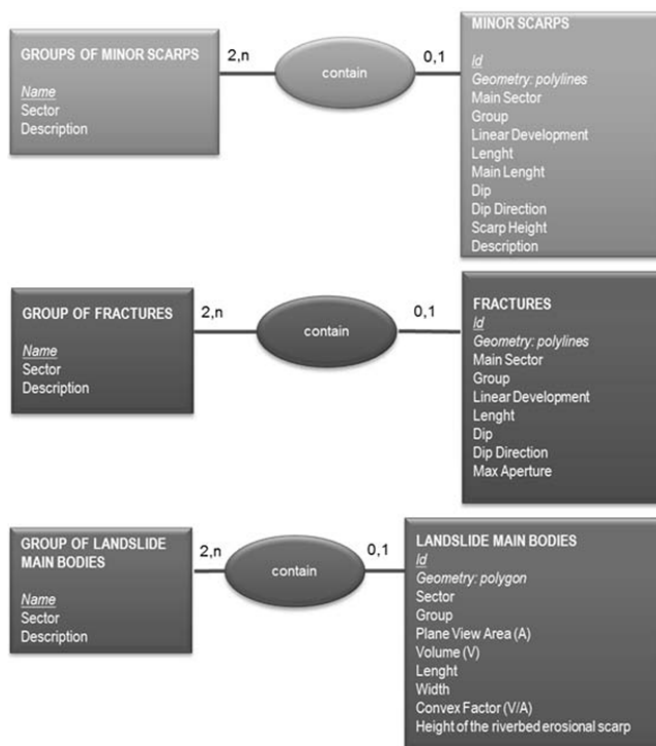 GROUPS OF MINOR SCARPS
Name
Sector
Description
2,n
contain
0,1
MINOR SCARPS
Id
Geometry: polylines
Main Sector
Group
Linear Development
Lenght
Main Lenght
Dip
Dip Direction
Scarp Height
Description
GROUP OF FRACTURES
Name
Sector
Description
2,n
contain
0,1
FRACTURES
Id
Geometry: polylines
Main Sector
Group
Linear Development
Lenght
Dip
Dip Direction
Max Aperture
GROUP OF LANDSLIDE
MAIN BODIES
Name
Sector
Description
2,n
contain
0,1
LANDSLIDE MAIN BODIES
Id
Geometry: polygon
Sector
Group
Plane View Area (A)
Volume (V)
Lenght
Width
Convex Factor (V/A)
Height of the riverbed erosional scarp